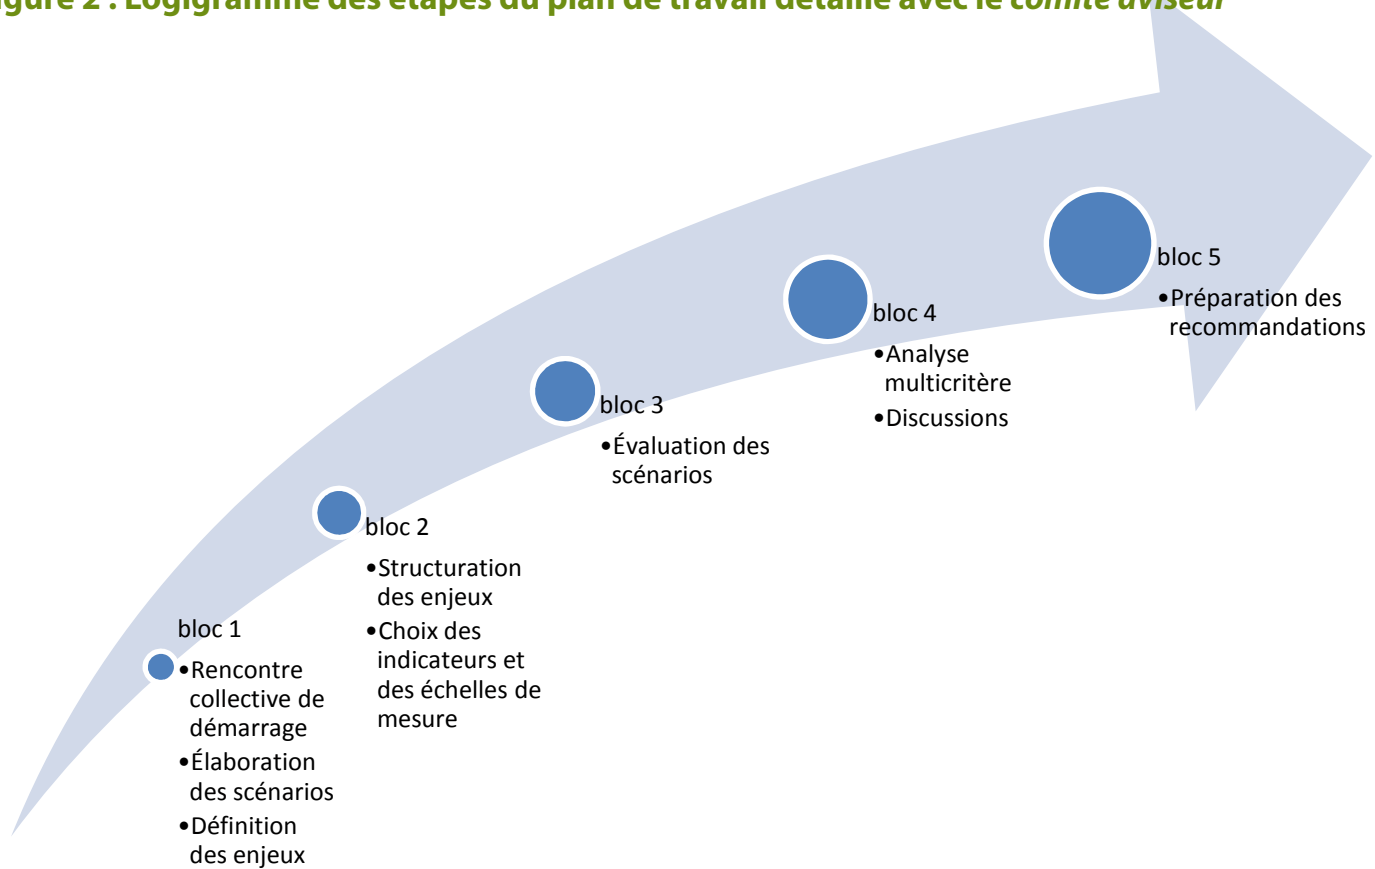 igure 2 : Logigramme des étapes du plan de travail détaillé avec le comité aviseur
bloc 1
•Rencontre
collective de
démarrage
•Élaboration
des scénarios
•Définition
des enjeux
bloc 2
•Structuration
des enjeux
•Choix des
indicateurs et
des échelles de
mesure
bloc 3
•Évaluation des
scénarios
bloc 4
•Analyse
multicritère
•Discussions
bloc 5
•Préparation des
recommandations